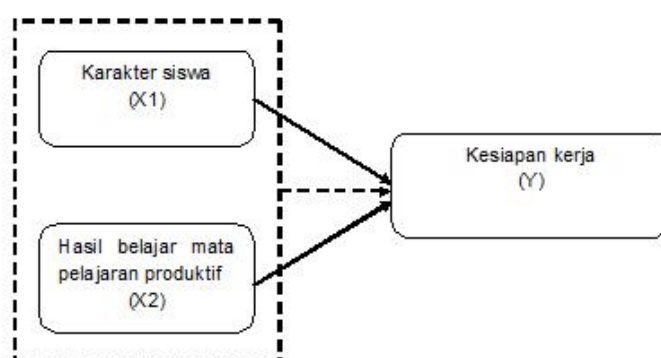 Karakter siswa
(X1)
Kesiapan kerja
(Y)
Hasil belajar mata
pelajaran produktif
(X2)